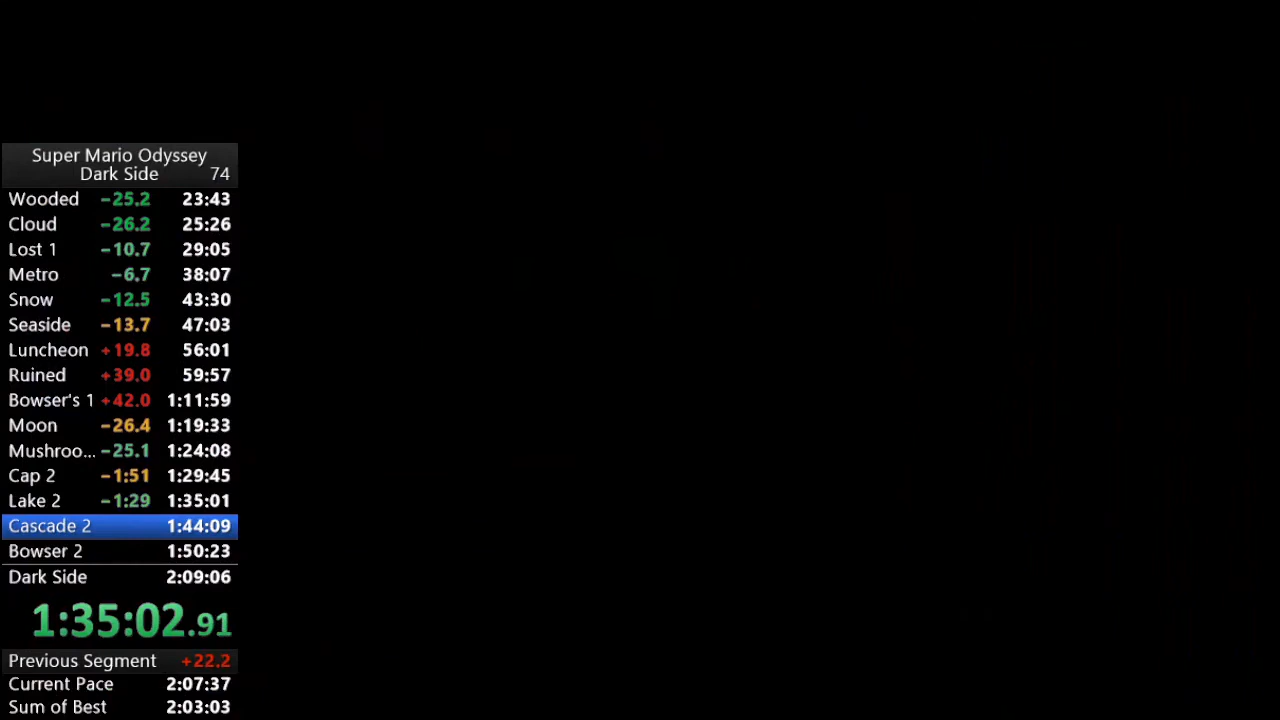 Super Mario Odyssey
Dark Side 74
Wooded −25.2 23:43
Cloud −26.2 25:26
Lost 1 −10.7 29:05
Metro −6.7 38:07
Snow −12.5 43:30
Seaside −13.7 47:03
Luncheon +19.8 56:01
Ruined +39.0 59:57
Bowser's 1 +42.0 1:11:59
Moon −26.4 1:19:33
Mushroo... −25.1 1:24:08
Cap 2 −1:51 1:29:45
Lake 2 −1:29 1:35:01
Cascade 2 1:44:09
Bowser 2 1:50:23
Dark Side 2:09:06
1:35:02.91
Previous Segment +22.2
Current Pace 2:07:37
Sum of Best 2:03:03